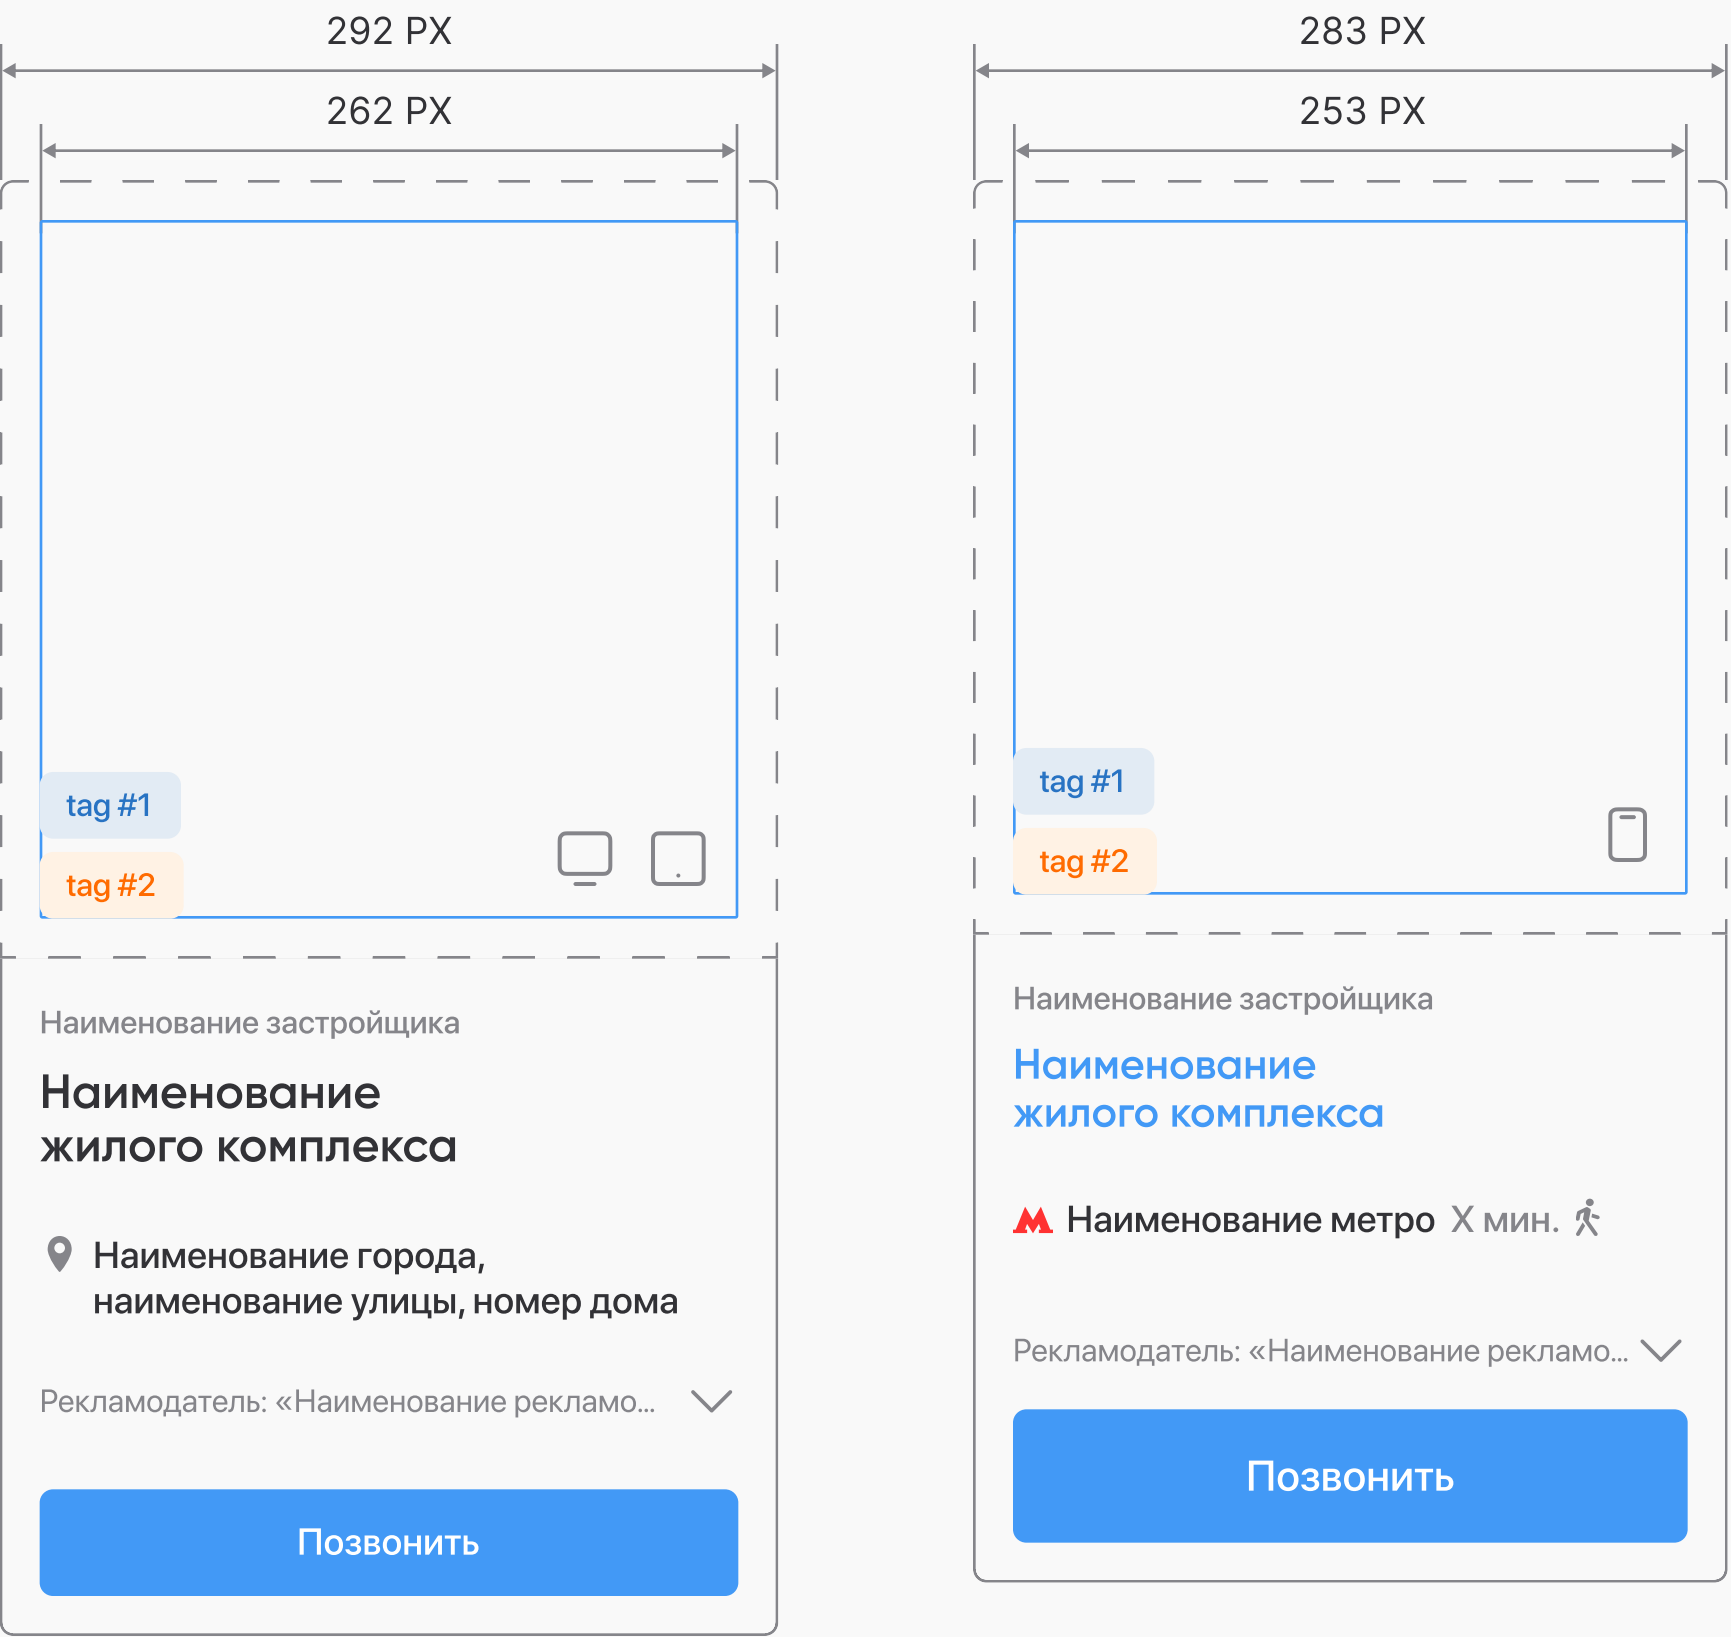 292 PX
262 PX
tag #1
tag #2
Наименование застройщика
Наименование
жилого комплекса
Наименование города,
наименование улицы, номер дома
Рекламодатель: «Наименование рекламо...
Позвонить
283 PX
253 PX
tag #1
tag #2
Наименование застройщика
Наименование
жилого комплекса
Наименование метро X мин.
Рекламодатель: «Наименование рекламо...
Позвонить